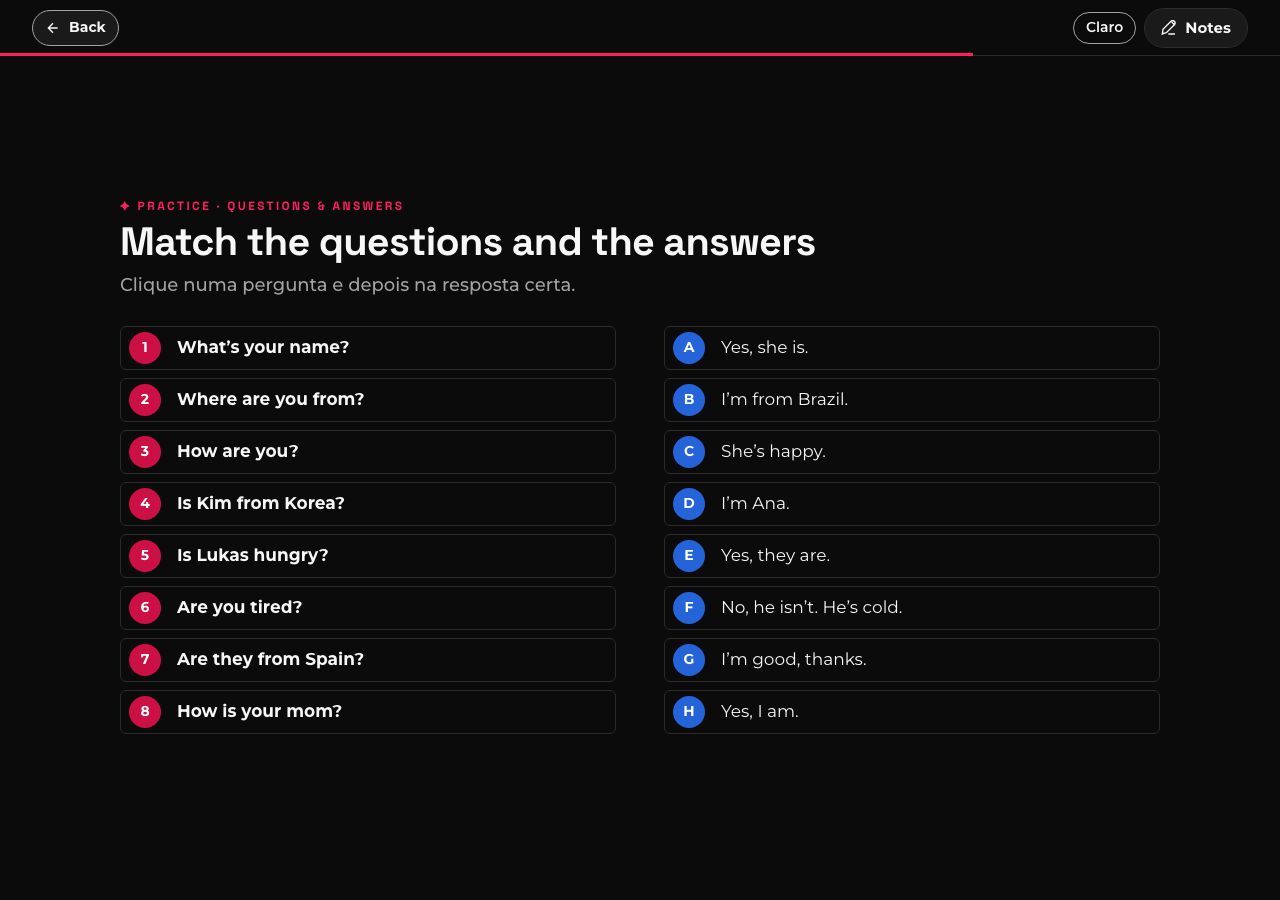 Back
Claro
Notes
PRACTICE · QUESTIONS & ANSWERS
Match the questions and the answers
Clique numa pergunta e depois na resposta certa.
1 What’s your name?
A Yes, she is.
2 Where are you from?
B I’m from Brazil.
3 How are you?
C She’s happy.
4 Is Kim from Korea?
D I’m Ana.
5 Is Lukas hungry?
E Yes, they are.
6 Are you tired?
F No, he isn’t. He’s cold.
7 Are they from Spain?
G I’m good, thanks.
8 How is your mom?
H Yes, I am.